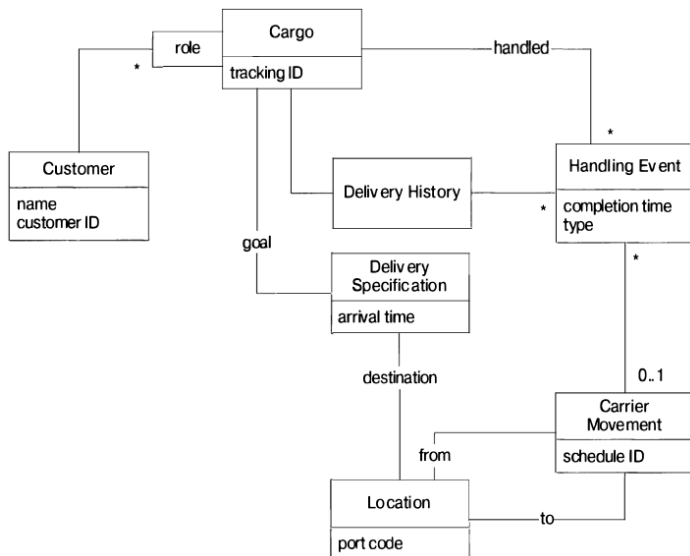 Cargo
role
handled
*
tracking ID
*
Customer
Handling Event
Delivery History
name
customer ID
*
completion time
type
goal
Delivery
Specification
*
arrival time
destination
0..1
Carrier
Movement
from
schedule ID
Location
to
port code